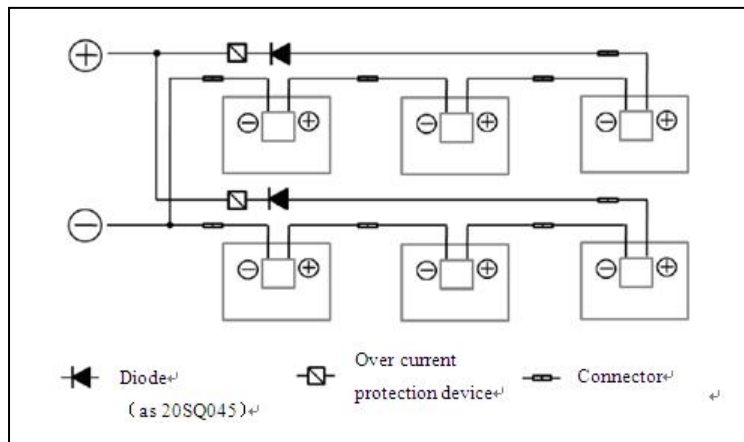 Diode
(as 20SQ045)
Over current
protection device
Connector